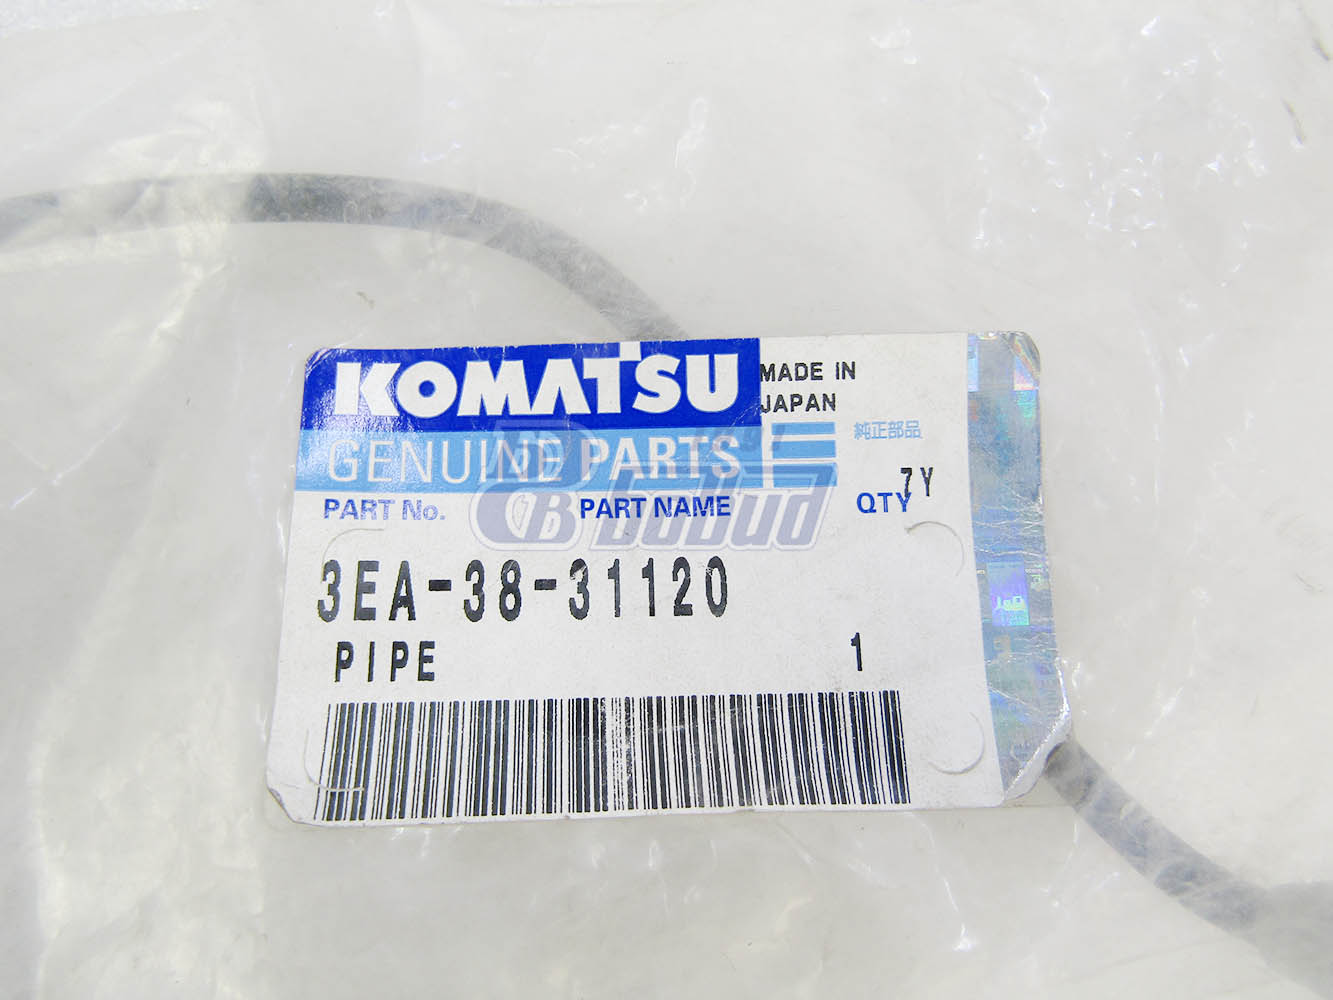 KOMATSU
MADE IN
JAPAN
GENUINE PARTS
純正部品
7Y
PART No. PART NAME QTY
BoBud
3EA-38-31120
PIPE 1